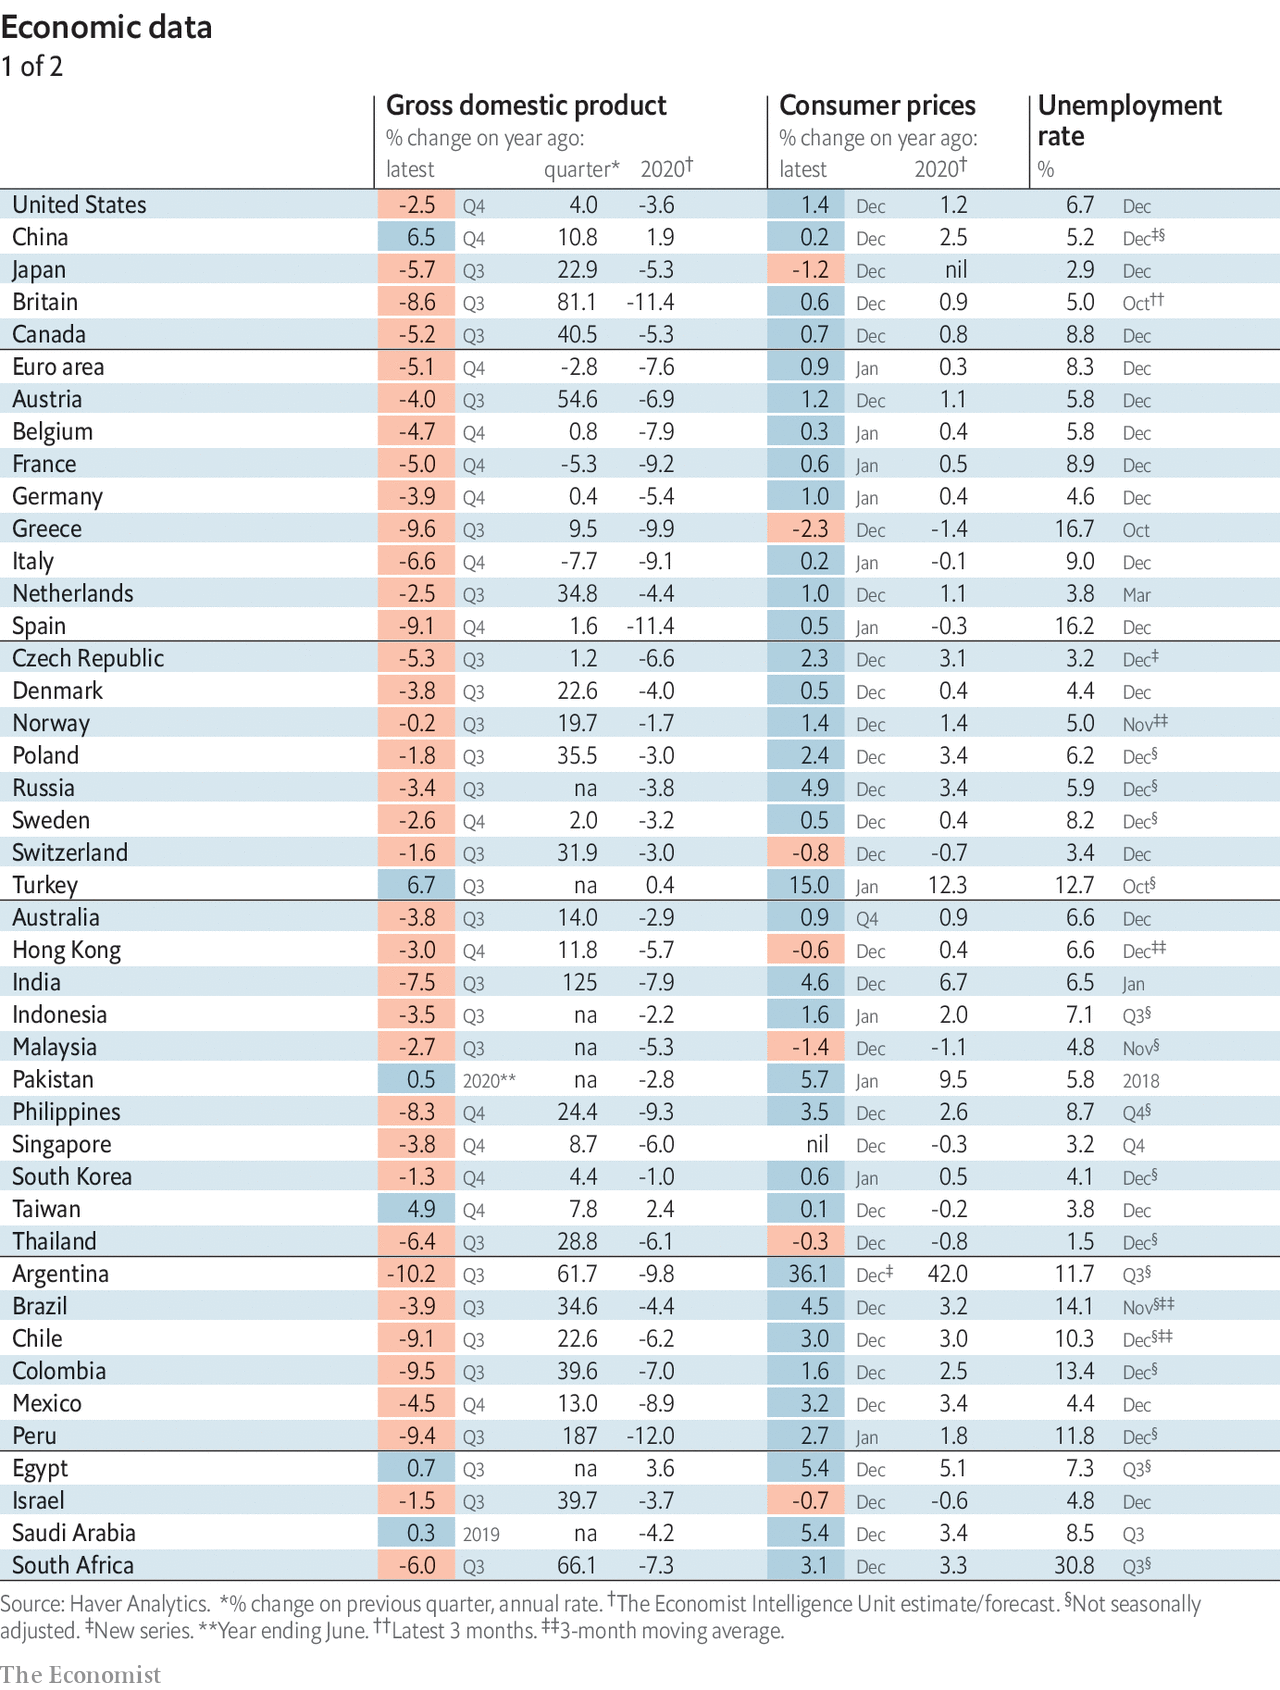 Economic data
1 of 2
Gross domestic product Consumer prices Unemployment
% change on year ago: % change on year ago: rate
latest quarter* 2020† latest 2020† %
United States -2.5 Q4 4.0 -3.6 1.4 Dec 1.2 6.7 Dec
China 6.5 Q4 10.8 1.9 0.2 Dec 2.5 5.2 Dec‡§
Japan -5.7 Q3 22.9 -5.3 -1.2 Dec nil 2.9 Dec
Britain -8.6 Q3 81.1 -11.4 0.6 Dec 0.9 5.0 Oct††
Canada -5.2 Q3 40.5 -5.3 0.7 Dec 0.8 8.8 Dec
Euro area -5.1 Q4 -2.8 -7.6 0.9 Jan 0.3 8.3 Dec
Austria -4.0 Q3 54.6 -6.9 1.2 Dec 1.1 5.8 Dec
Belgium -4.7 Q4 0.8 -7.9 0.3 Jan 0.4 5.8 Dec
France -5.0 Q4 -5.3 -9.2 0.6 Jan 0.5 8.9 Dec
Germany -3.9 Q4 0.4 -5.4 1.0 Jan 0.4 4.6 Dec
Greece -9.6 Q3 9.5 -9.9 -2.3 Dec -1.4 16.7 Oct
Italy -6.6 Q4 -7.7 -9.1 0.2 Jan -0.1 9.0 Dec
Netherlands -2.5 Q3 34.8 -4.4 1.0 Dec 1.1 3.8 Mar
Spain -9.1 Q4 1.6 -11.4 0.5 Jan -0.3 16.2 Dec
Czech Republic -5.3 Q3 1.2 -6.6 2.3 Dec 3.1 3.2 Dec‡
Denmark -3.8 Q3 22.6 -4.0 0.5 Dec 0.4 4.4 Dec
Norway -0.2 Q3 19.7 -1.7 1.4 Dec 1.4 5.0 Nov‡‡
Poland -1.8 Q3 35.5 -3.0 2.4 Dec 3.4 6.2 Dec§
Russia -3.4 Q3 na -3.8 4.9 Dec 3.4 5.9 Dec§
Sweden -2.6 Q4 2.0 -3.2 0.5 Dec 0.4 8.2 Dec§
Switzerland -1.6 Q3 31.9 -3.0 -0.8 Dec -0.7 3.4 Dec
Turkey 6.7 Q3 na 0.4 15.0 Jan 12.3 12.7 Oct§
Australia -3.8 Q3 14.0 -2.9 0.9 Q4 0.9 6.6 Dec
Hong Kong -3.0 Q4 11.8 -5.7 -0.6 Dec 0.4 6.6 Dec‡‡
India -7.5 Q3 125 -7.9 4.6 Dec 6.7 6.5 Jan
Indonesia -3.5 Q3 na -2.2 1.6 Jan 2.0 7.1 Q3§
Malaysia -2.7 Q3 na -5.3 -1.4 Dec -1.1 4.8 Nov§
Pakistan 0.5 2020** na -2.8 5.7 Jan 9.5 5.8 2018
Philippines -8.3 Q4 24.4 -9.3 3.5 Dec 2.6 8.7 Q4§
Singapore -3.8 Q4 8.7 -6.0 nil Dec -0.3 3.2 Q4
South Korea -1.3 Q4 4.4 -1.0 0.6 Jan 0.5 4.1 Dec§
Taiwan 4.9 Q4 7.8 2.4 0.1 Dec -0.2 3.8 Dec
Thailand -6.4 Q3 28.8 -6.1 -0.3 Dec -0.8 1.5 Dec§
Argentina -10.2 Q3 61.7 -9.8 36.1 Dec‡ 42.0 11.7 Q3§
Brazil -3.9 Q3 34.6 -4.4 4.5 Dec 3.2 14.1 Nov§‡‡
Chile -9.1 Q3 22.6 -6.2 3.0 Dec 3.0 10.3 Dec§‡‡
Colombia -9.5 Q3 39.6 -7.0 1.6 Dec 2.5 13.4 Dec§
Mexico -4.5 Q4 13.0 -8.9 3.2 Dec 3.4 4.4 Dec
Peru -9.4 Q3 187 -12.0 2.7 Jan 1.8 11.8 Dec§
Egypt 0.7 Q3 na 3.6 5.4 Dec 5.1 7.3 Q3§
Israel -1.5 Q3 39.7 -3.7 -0.7 Dec -0.6 4.8 Dec
Saudi Arabia 0.3 2019 na -4.2 5.4 Dec 3.4 8.5 Q3
South Africa -6.0 Q3 66.1 -7.3 3.1 Dec 3.3 30.8 Q3§
Source: Haver Analytics. *% change on previous quarter, annual rate. †The Economist Intelligence Unit estimate/forecast. §Not seasonally
adjusted. ‡New series. **Year ending June. ††Latest 3 months. ‡‡3-month moving average.
The Economist